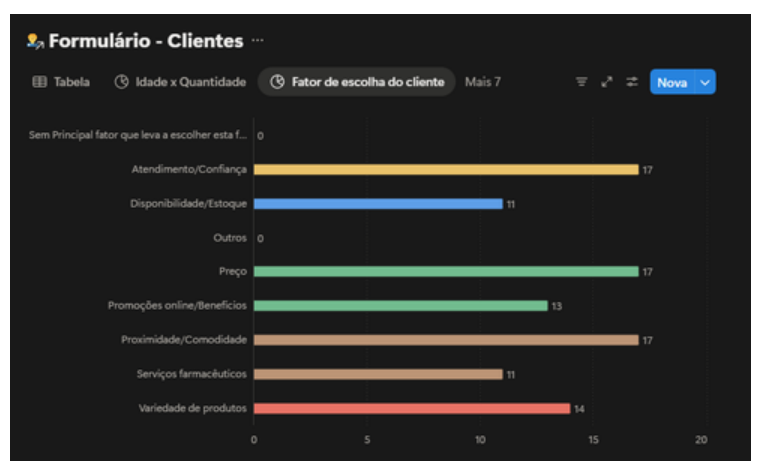 Formulário - Clientes ...
Tabela Idade x Quantidade Fator de escolha do cliente Mais 7 Nova
Sem Principal fator que leva a escolher esta f... 0
Atendimento/Confiança 17
Disponibilidade/Estoque 11
Outros 0
Preço 17
Promoções online/Benefícios 13
Proximidade/Comodidade 17
Serviços farmacêuticos 11
Variedade de produtos 14
0 5 10 15 20